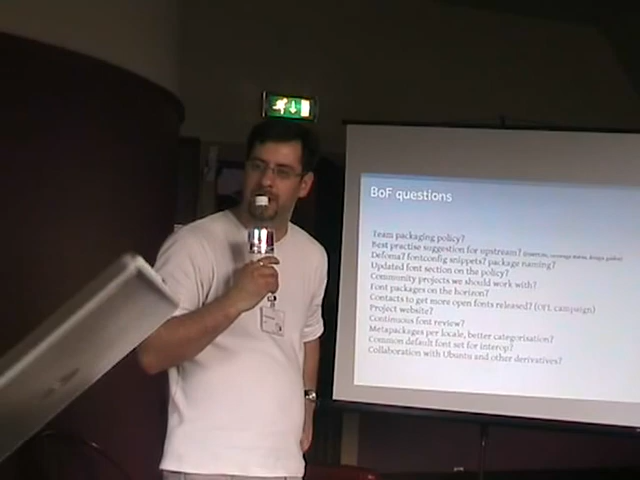 BoF questions
Team packaging policy?
Best practise suggestion for upstream?
Defoma? fontconfig snippets? package naming?
Updated font section on the policy?
Community projects we should work with?
Font packages on the horizon?
Contacts to get more open fonts released? (OFL campaign)
Project website?
Continuous font review?
Metapackages per locale, better categorisation?
Common default font set for interop?
Collaboration with Ubuntu and other derivatives?